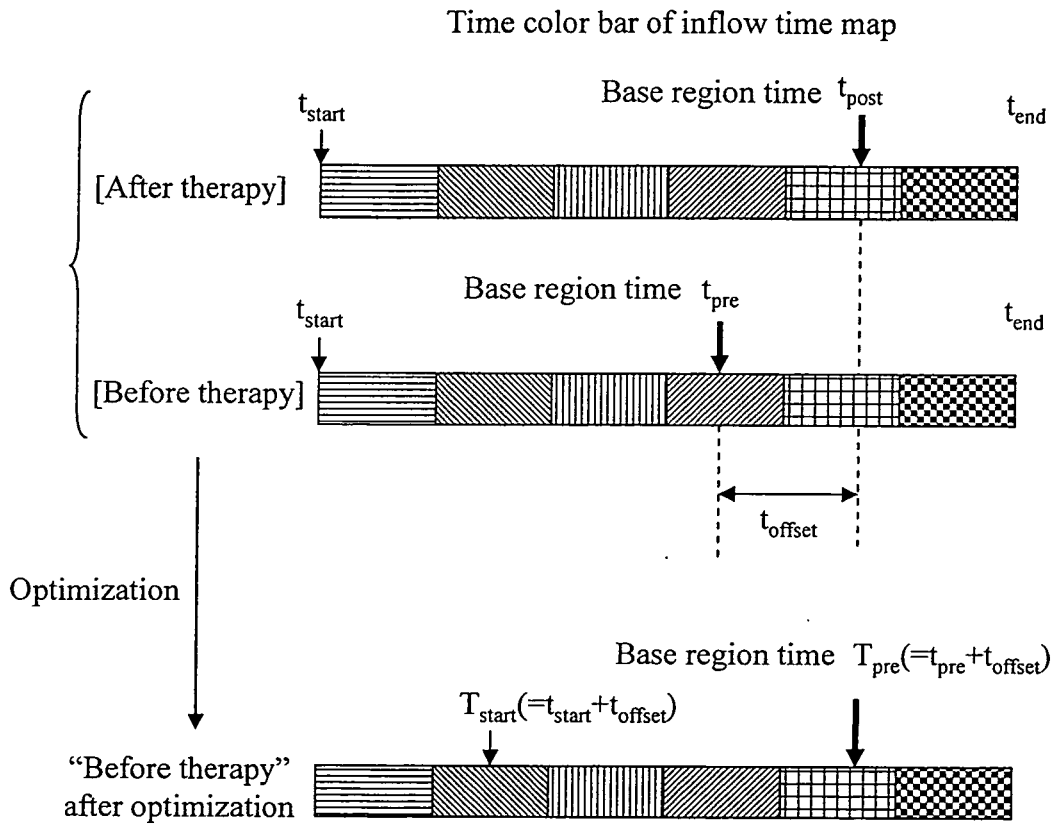 Time color bar of inflow time map
Base region time t_post
t_start
t_end
[After therapy]
Base region time t_pre
t_start
t_end
[Before therapy]
t_offset
Optimization
Base region time T_pre(=t_pre+t_offset)
T_start(=t_start+t_offset)
“Before therapy”
after optimization